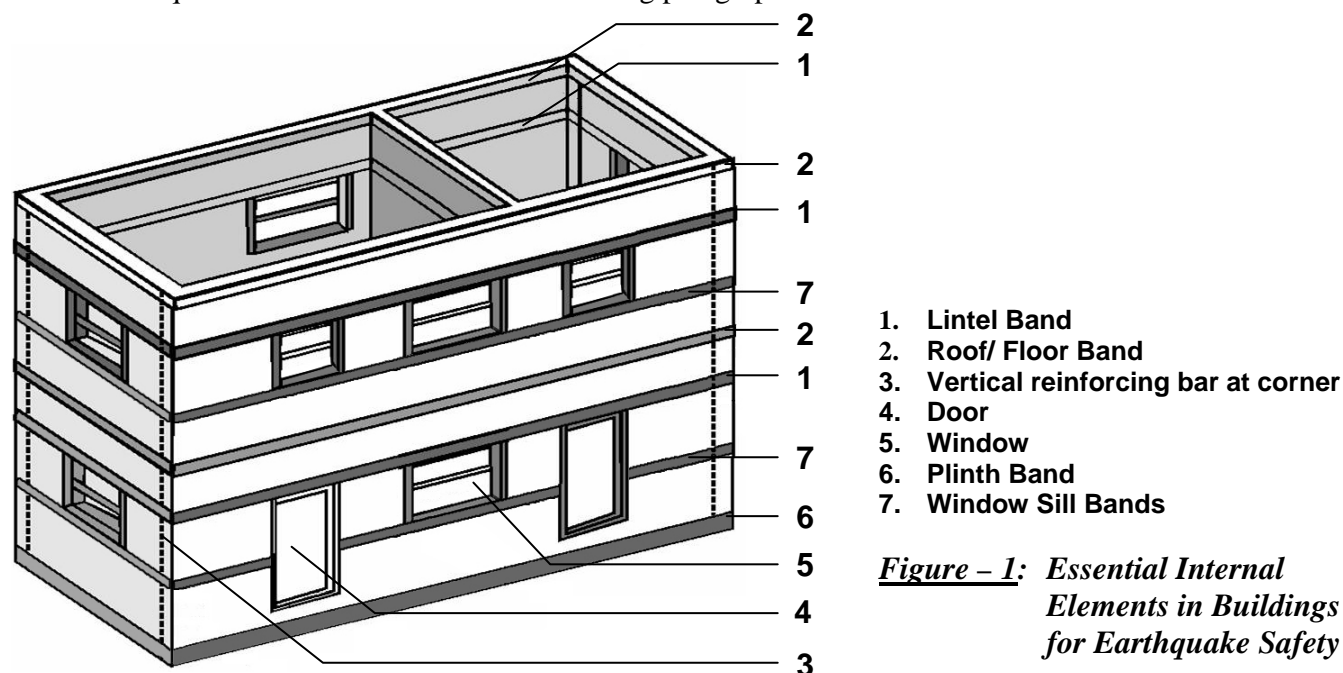 2
1
2
1
7
2
1
7
6
5
4
3
1. Lintel Band
2. Roof/ Floor Band
3. Vertical reinforcing bar at corner
4. Door
5. Window
6. Plinth Band
7. Window Sill Bands
Figure – 1: Essential Internal
Elements in Buildings
for Earthquake Safety